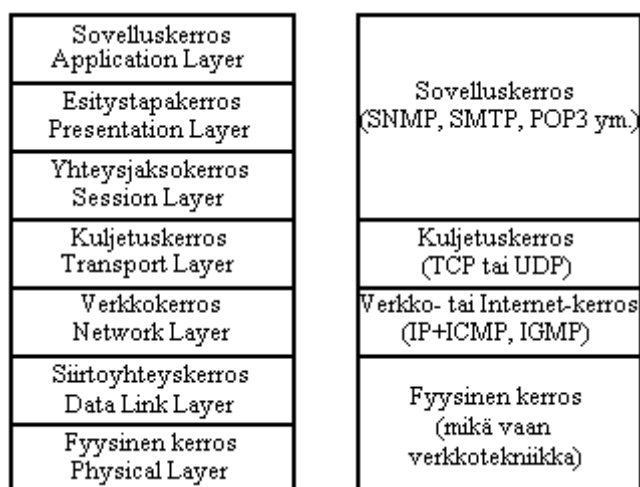 Sovelluskerros
Application Layer
Esitystapakerros
Presentation Layer
Yhteysjaksokerros
Session Layer
Kuljetuskerros
Transport Layer
Verkkokerros
Network Layer
Siirtoyhteyskerros
Data Link Layer
Fyysinen kerros
Physical Layer
Sovelluskerros
(SNMP, SMTP, POP3 ym.)
Kuljetuskerros
(TCP tai UDP)
Verkko- tai Internet-kerros
(IP+ICMP, IGMP)
Fyysinen kerros
(mikä vaan
verkkotekniikka)